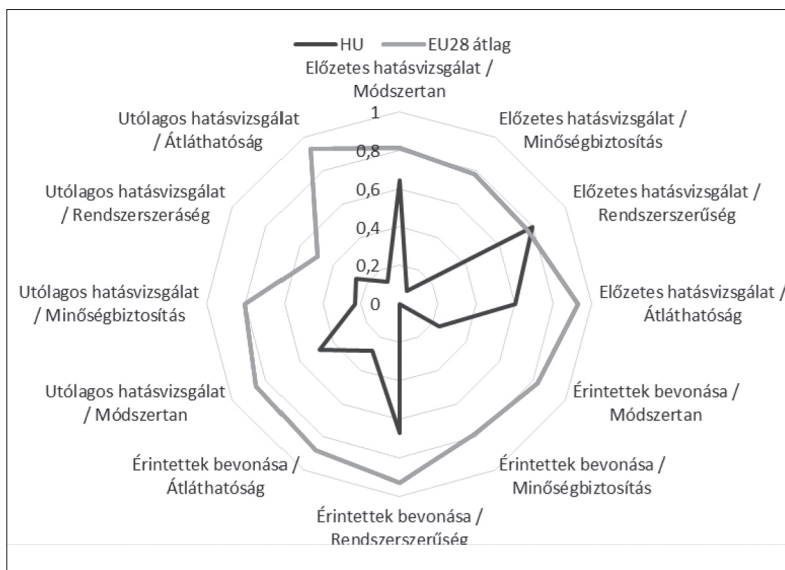 HU
EU28 átlag
Előzetes hatásvizsgálat /
Módszertan
Előzetes hatásvizsgálat /
Minőségbiztosítás
Előzetes hatásvizsgálat /
Rendszerszerűség
Előzetes hatásvizsgálat /
Átláthatóság
Érintettek bevonása /
Módszertan
Érintettek bevonása /
Minőségbiztosítás
Érintettek bevonása /
Rendszerszerűség
Érintettek bevonása /
Átláthatóság
Utólagos hatásvizsgálat
/ Módszertan
Utólagos hatásvizsgálat
/ Minőségbiztosítás
Utólagos hatásvizsgálat
/ Rendszerszeráség
Utólagos hatásvizsgálat
/ Átláthatóság
1
0,8
0,6
0,4
0,2
0